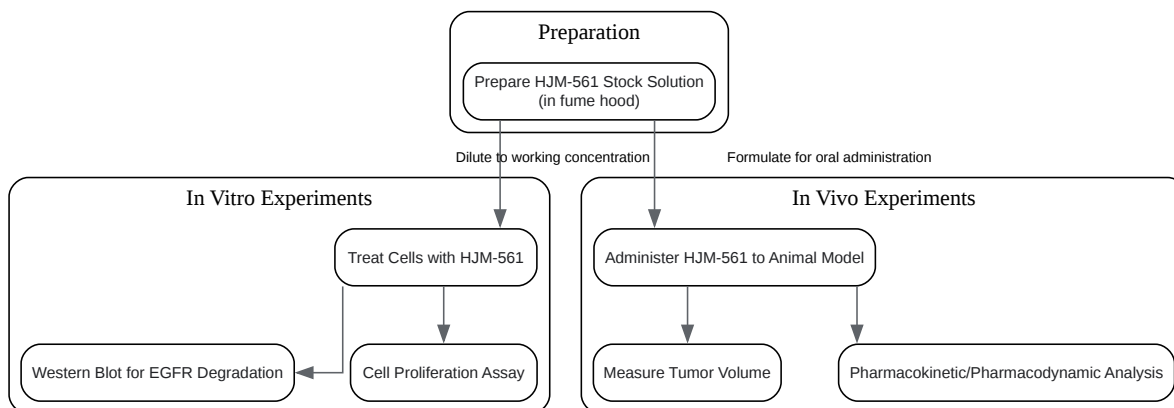 Preparation
Prepare HJM-561 Stock Solution
(in fume hood)
Dilute to working concentration
Formulate for oral administration
In Vitro Experiments
In Vivo Experiments
Treat Cells with HJM-561
Administer HJM-561 to Animal Model
Western Blot for EGFR Degradation
Cell Proliferation Assay
Measure Tumor Volume
Pharmacokinetic/Pharmacodynamic Analysis